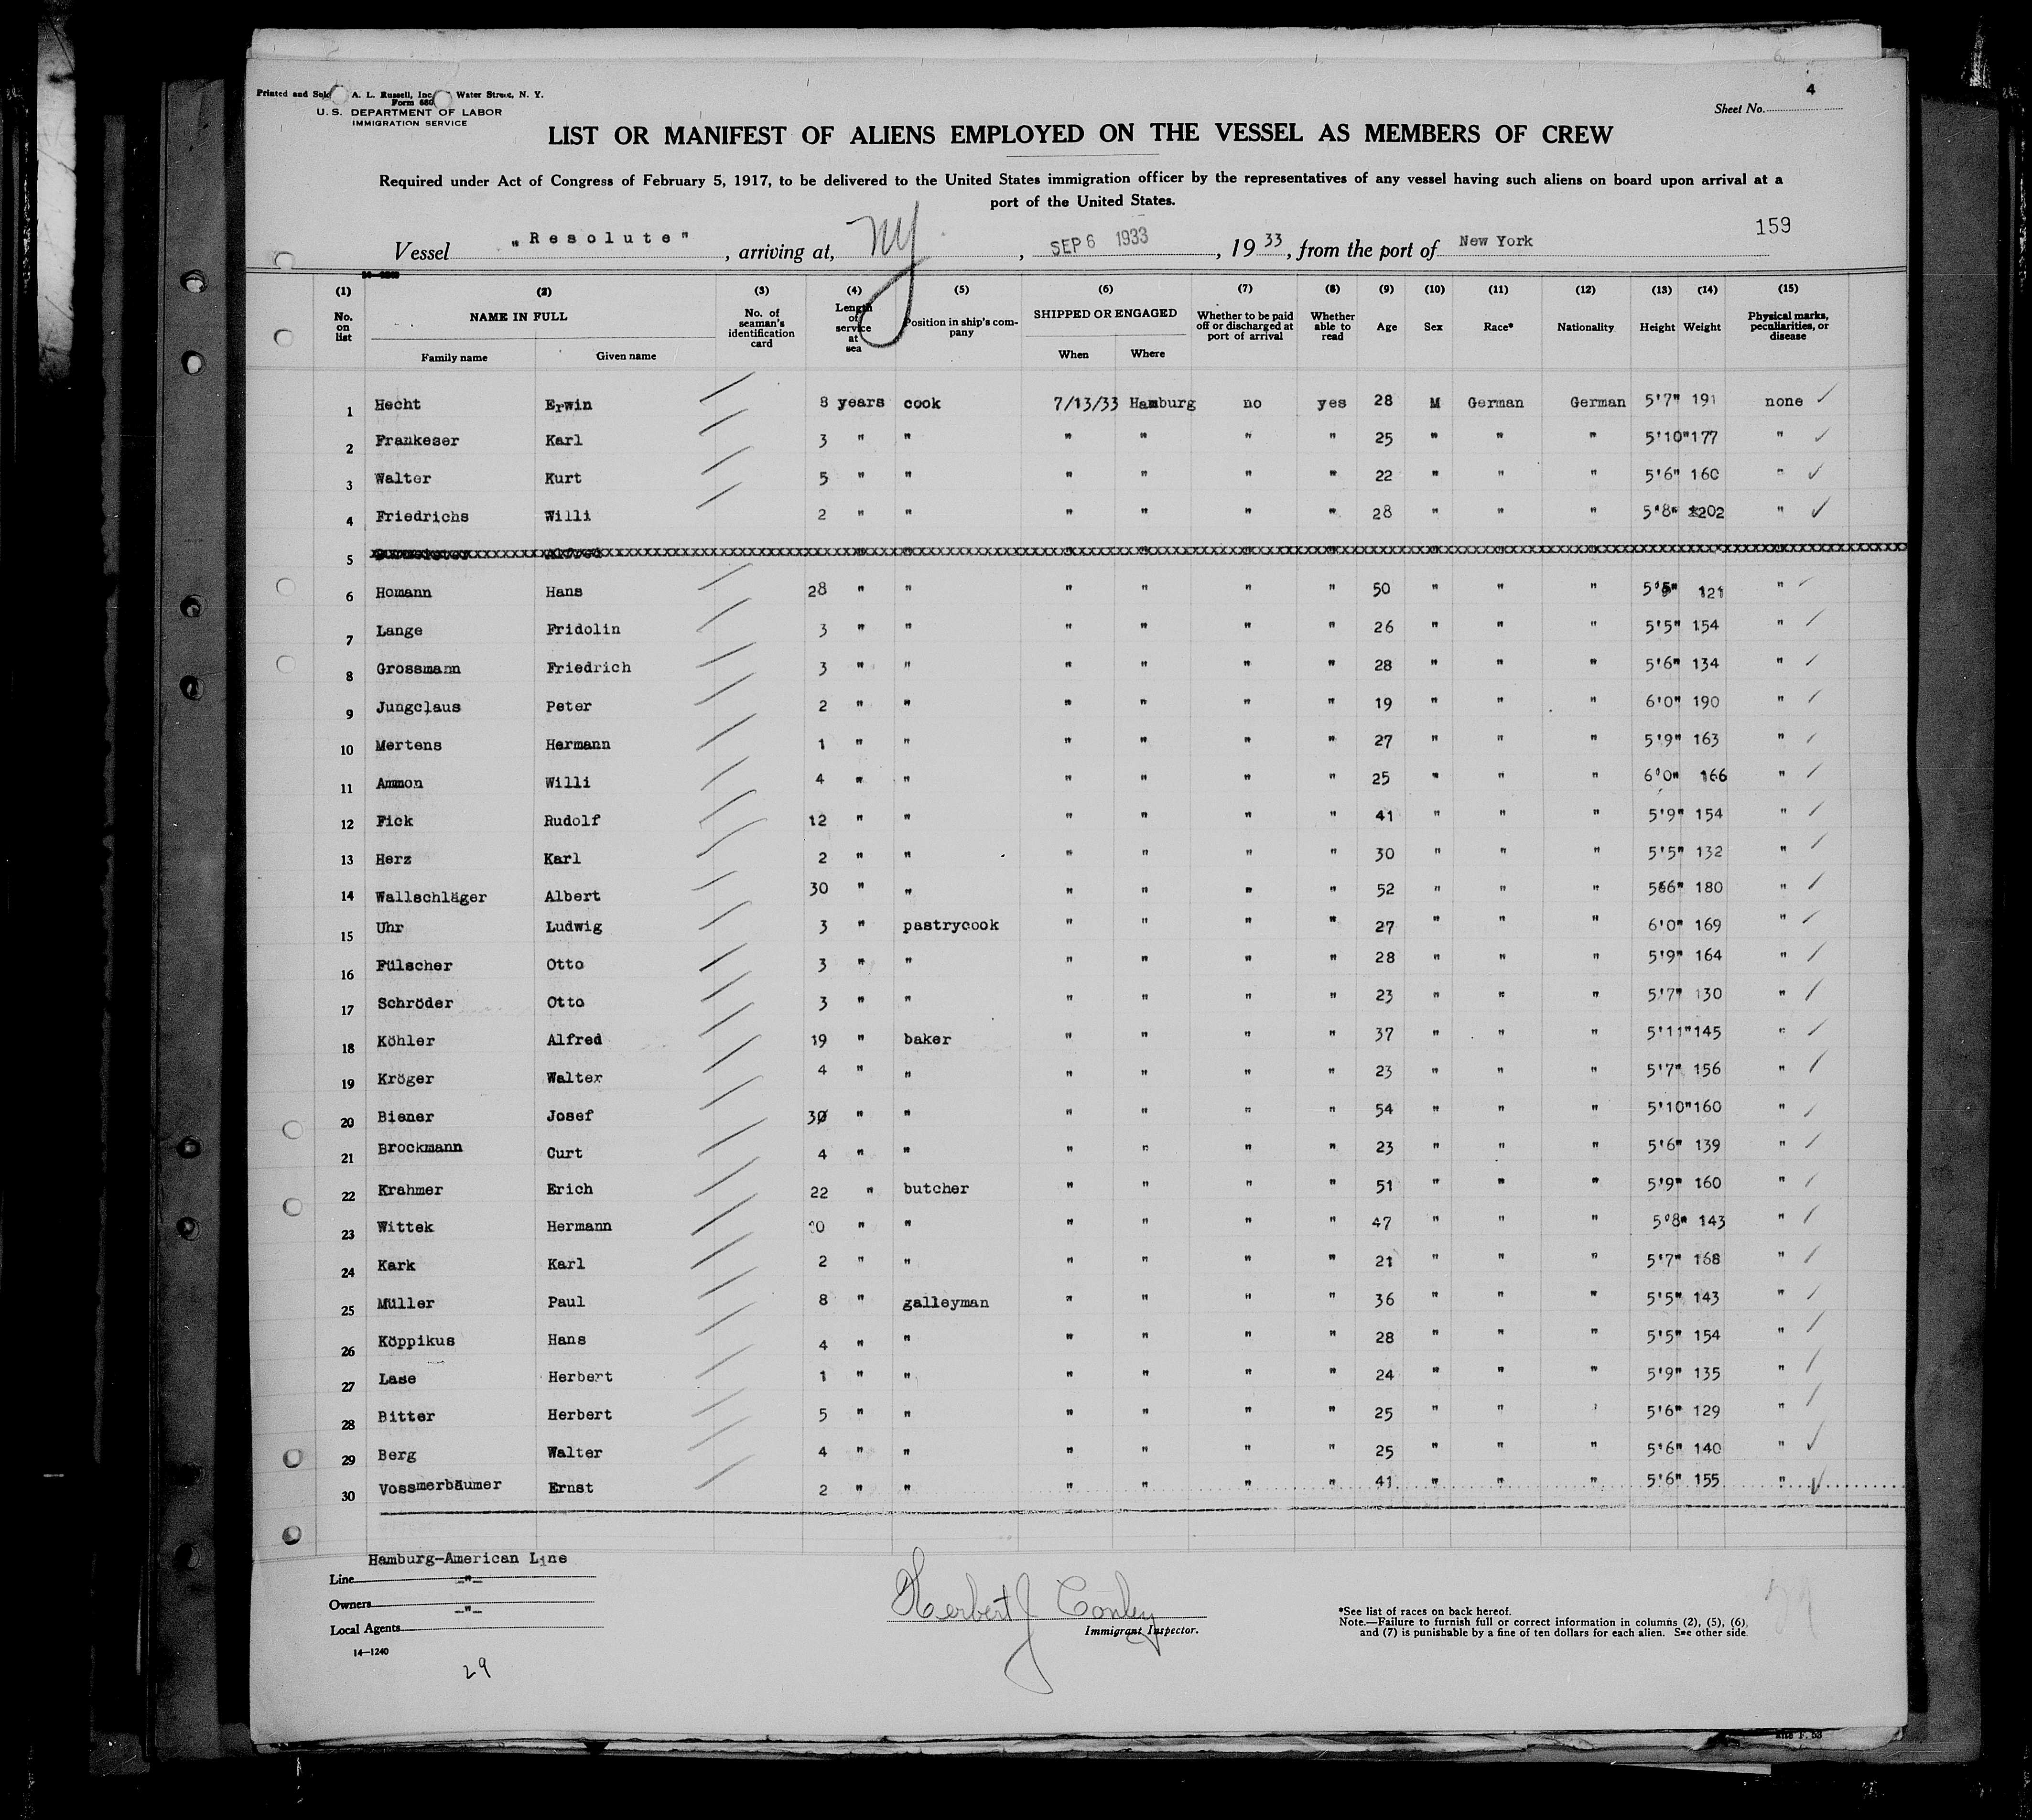 4
Printed and Sold A. L. Russell, Inc. Water Street, N. Y.
Form 680
U. S. DEPARTMENT OF LABOR
IMMIGRATION SERVICE
Sheet No.
LIST OR MANIFEST OF ALIENS EMPLOYED ON THE VESSEL AS MEMBERS OF CREW
Required under Act of Congress of February 5, 1917, to be delivered to the United States immigration officer by the representatives of any vessel having such aliens on board upon arrival at a
port of the United States.
159
Vessel "Resolute", arriving at, NY, SEP 6 1933, 1933, from the port of New York
(1) (2) (3) (4) (5) (6) (7) (8) (9) (10) (11) (12) (13) (14) (15)
No. on list NAME IN FULL No. of seaman's identification card Length of service at sea Position in ship's company SHIPPED OR ENGAGED Whether to be paid off or discharged at port of arrival Whether able to read Age Sex Race* Nationality Height Weight Physical marks, peculiarities, or disease
Family name Given name When Where
1 Hecht Erwin 8 years cook 7/13/33 Hamburg no yes 28 M German German 5'7" 191 none
2 Frankeser Karl 3 " " " " " " 25 " " " 5'10" 177 "
3 Walter Kurt 5 " " " " " " 22 " " " 5'6" 160 "
4 Friedrichs Willi 2 " " " " " " 28 " " " 5'8" 202 "
5 Alfred
6 Homann Hans 28 " " " " " " 50 " " " 121 "
7 Lange Fridolin 3 " " " " " " 26 " " " 5'5" 154 "
8 Grossmann Friedrich 3 " " " " " " 28 " " " 5'6" 134 "
9 Jungclaus Peter 2 " " " " " " 19 " " " 6'0" 190 "
10 Mertens Hermann 1 " " " " " " 27 " " " 5'9" 163 "
11 Ammon Willi 4 " " " " " " 25 " " " 6'0" 166 "
12 Fick Rudolf 12 " " " " " " 41 " " " 5'9" 154 "
13 Herz Karl 2 " " " " " " 30 " " " 5'5" 132 "
14 Wallschläger Albert 30 " " " " " " 52 " " " 566" 180 "
15 Uhr Ludwig 3 " pastrycook " " " " 27 " " " 6'0" 169 "
16 Fülscher Otto 3 " " " " " " 28 " " " 5'9" 164 "
17 Schröder Otto 3 " " " " " " 23 " " " 5'7" 130 "
18 Köhler Alfred 19 " baker " " " " 37 " " " 5'11" 145 "
19 Kröger Walter 4 " " " " " " 23 " " " 5'7" 156 "
20 Biener Josef 30 " " " " " " 54 " " " 5'10" 160 "
21 Brockmann Curt 4 " " " " " " 23 " " " 5'6" 139 "
22 Krahmer Erich 22 " butcher " " " " 51 " " " 5'9" 160 "
23 Wittek Hermann " " " " " " 47 " " " 5'8" 143 "
24 Kark Karl 2 " " " " " " 21 " " " 5'7" 168 "
25 Müller Paul 8 " galleyman " " " " 36 " " " 5'5" 143 "
26 Köppikus Hans 4 " " " " " " 28 " " " 5'5" 154 "
27 Lase Herbert 1 " " " " " " 24 " " " 5'9" 135 "
28 Bitter Herbert 5 " " " " " " 25 " " " 5'6" 129 "
29 Berg Walter 4 " " " " " " 25 " " " 5'6" 140 "
30 Vossmerbäumer Ernst 2 " " " " " " 41 " " " 5'6" 155 "
Hamburg-American Line
Line -"-
Owners -"-
Local Agents
14—1240
29
Herbert J Conley
Immigrant Inspector.
*See list of races on back hereof.
Note.—Failure to furnish full or correct information in columns (2), (5), (6),
and (7) is punishable by a fine of ten dollars for each alien. See other side.